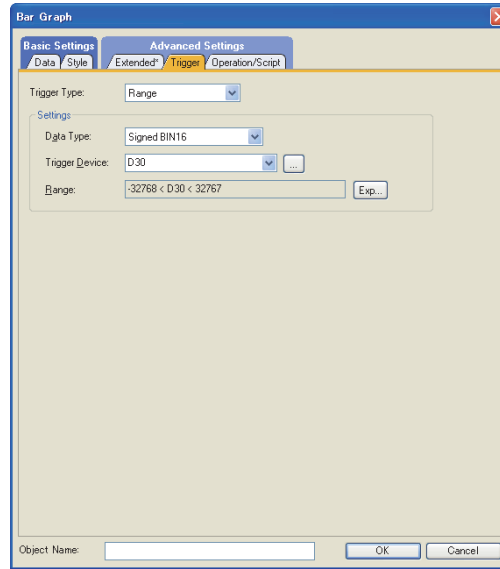 Bar Graph
Basic Settings
Advanced Settings
Data
Style
Extended*
Trigger
Operation/Script
Trigger Type:
Range
Settings
Data Type:
Signed BIN16
Trigger Device:
D30
...
Range:
-32768 < D30 < 32767
Exp...
Object Name:
OK
Cancel